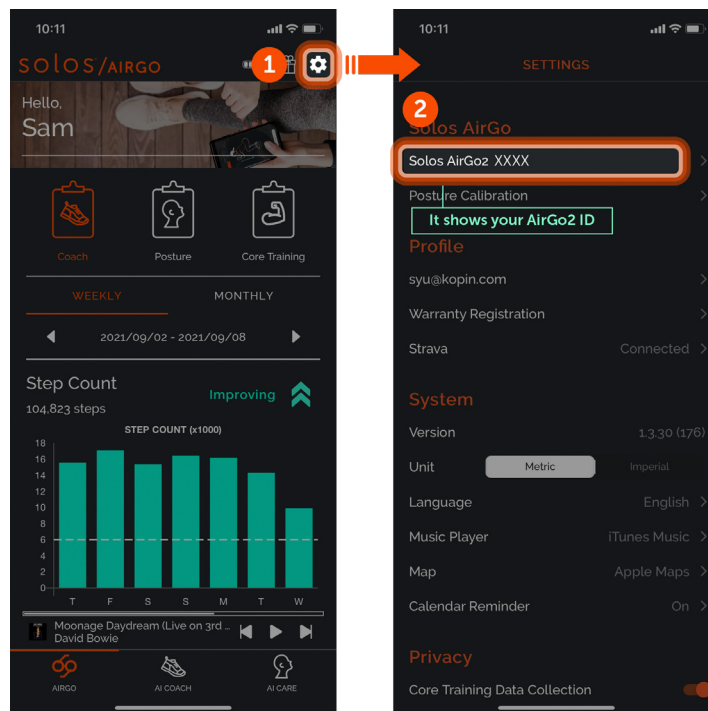 10:11
solos/AIRGO
1
Hello,
Sam
Coach
Posture
Core Training
WEEKLY
MONTHLY
2021/09/02 - 2021/09/08
Step Count
104,823 steps
Improving
STEP COUNT (x1000)
18
16
14
12
10
8
6
4
2
0
T F S S M T W
Moonage Daydream (Live on 3rd ...
David Bowie
AIRGO
AI COACH
AI CARE
10:11
SETTINGS
2
Solos AirGo
Solos AirGo2 XXXX
Posture Calibration
It shows your AirGo2 ID
Profile
syu@kopin.com
Warranty Registration
Strava Connected
System
Version 1.3.30 (176)
Unit Metric Imperial
Language English
Music Player iTunes Music
Map Apple Maps
Calendar Reminder On
Privacy
Core Training Data Collection